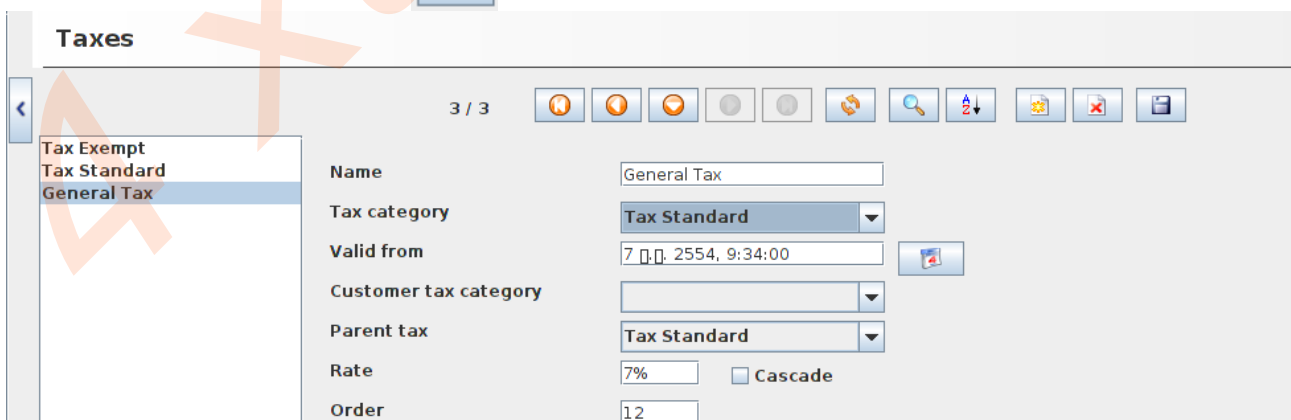 Taxes
3 / 3
Tax Exempt
Tax Standard
General Tax
Name General Tax
Tax category Tax Standard
Valid from 7 ▯.▯. 2554, 9:34:00
Customer tax category
Parent tax Tax Standard
Rate 7% Cascade
Order 12